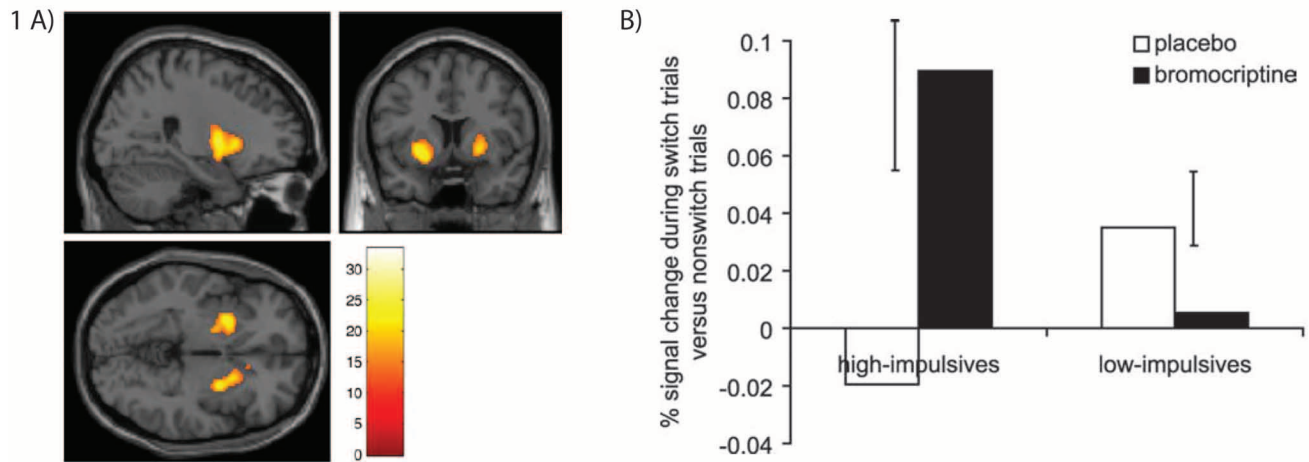 1 A)
30
25
20
15
10
5
0
B)
% signal change during switch trials
versus nonswitch trials
0.1
0.08
0.06
0.04
0.02
0
-0.02
-0.04
placebo
bromocriptine
high-impulsives
low-impulsives